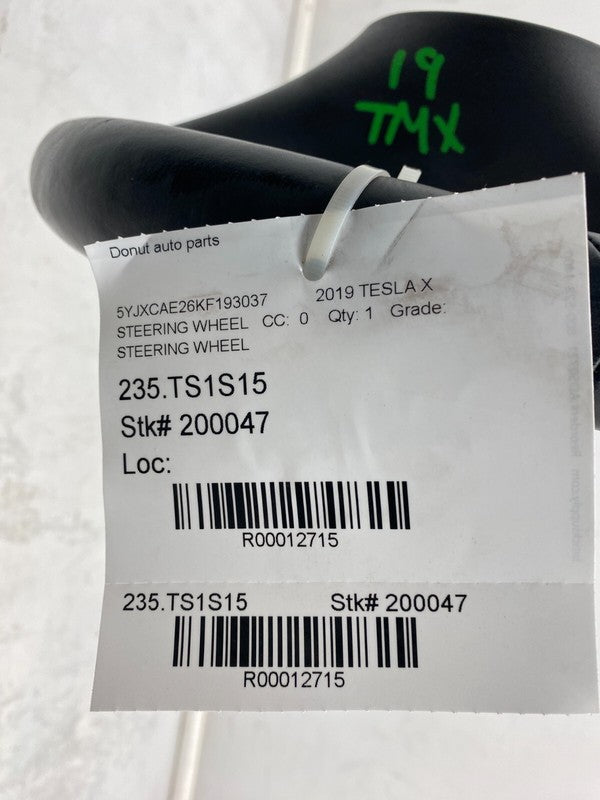 19
TMX
Donut auto parts
5YJXCAE26KF193037 2019 TESLA X
STEERING WHEEL CC: 0 Qty: 1 Grade:
STEERING WHEEL
235.TS1S15
Stk# 200047
Loc:
R00012715
235.TS1S15 Stk# 200047
R00012715